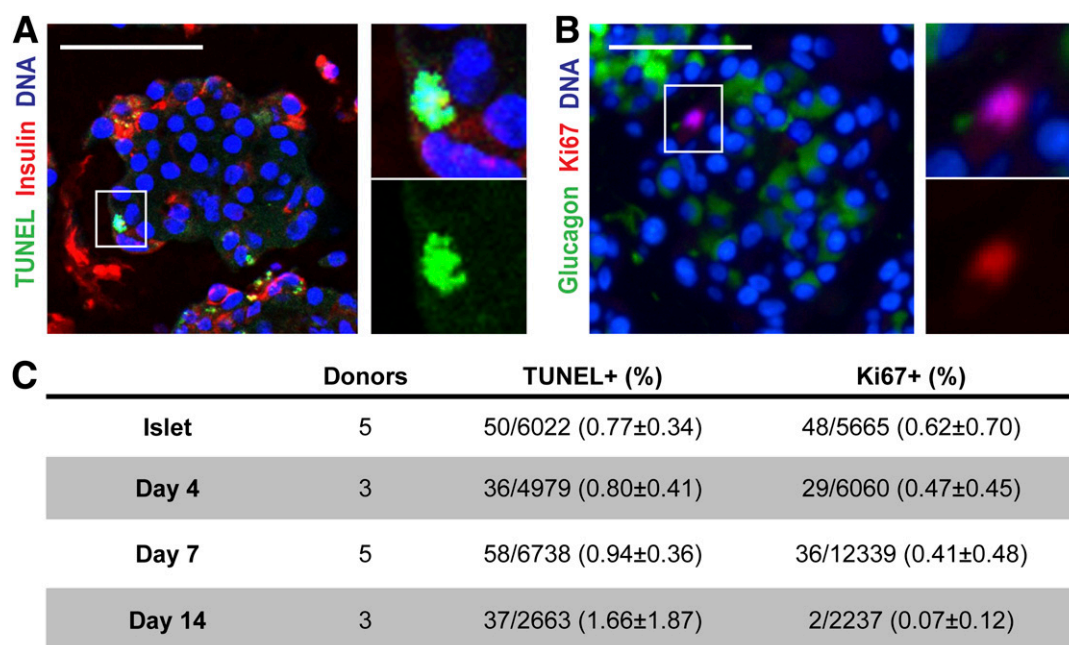 A
TUNEL Insulin DNA
B
Glucagon Ki67 DNA
C
Donors TUNEL+ (%) Ki67+ (%)
Islet 5 50/6022 (0.77±0.34) 48/5665 (0.62±0.70)
Day 4 3 36/4979 (0.80±0.41) 29/6060 (0.47±0.45)
Day 7 5 58/6738 (0.94±0.36) 36/12339 (0.41±0.48)
Day 14 3 37/2663 (1.66±1.87) 2/2237 (0.07±0.12)